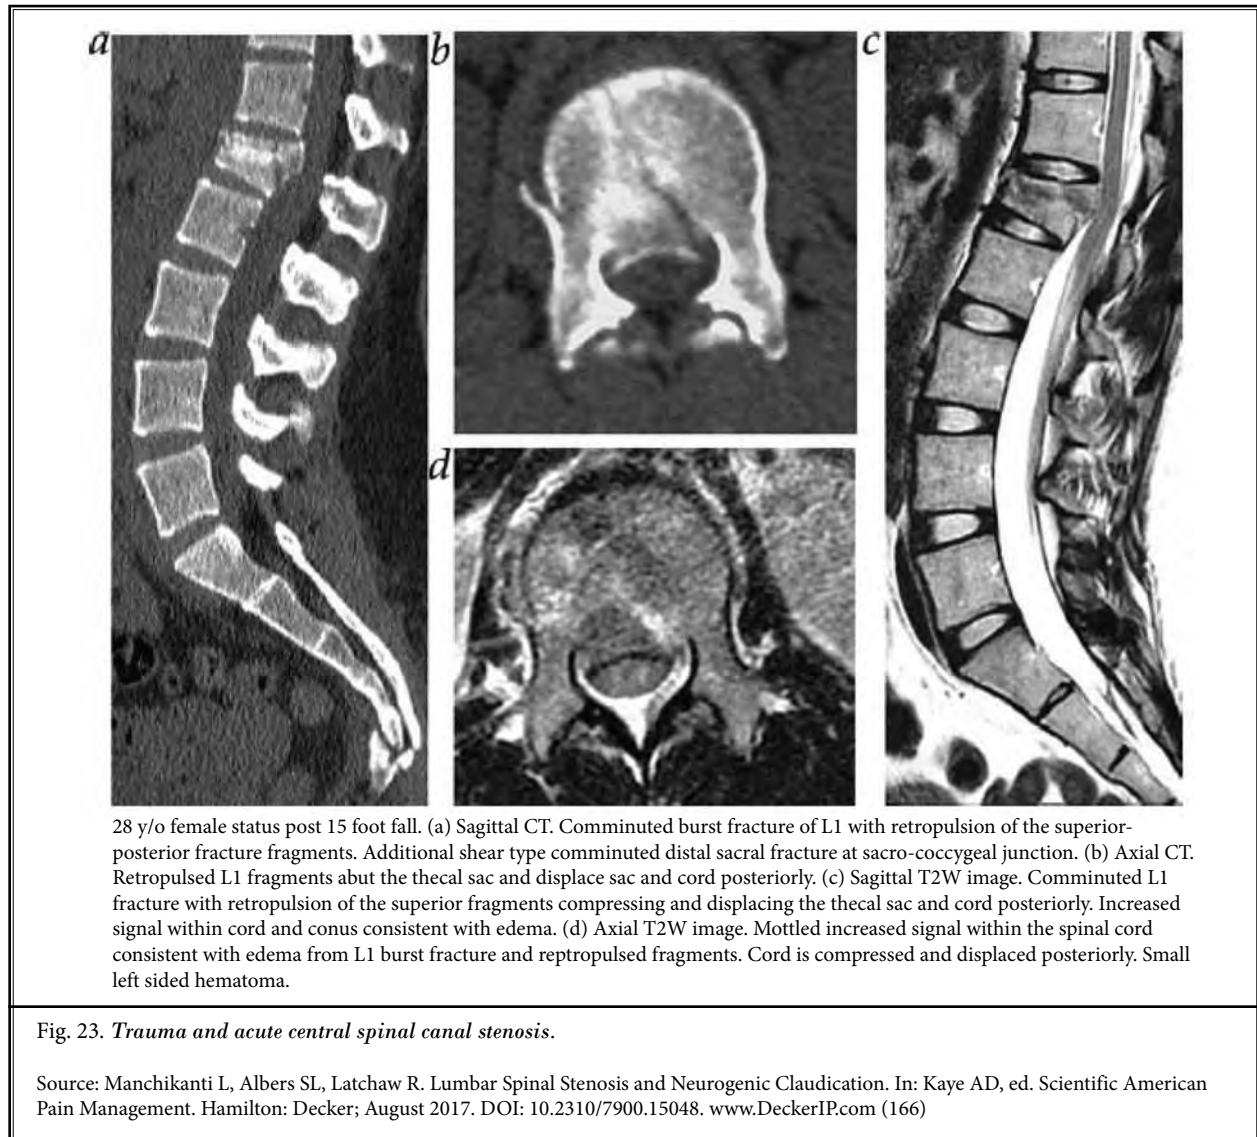 a
b
c
d
28 y/o female status post 15 foot fall. (a) Sagittal CT. Comminuted burst fracture of L1 with retropulsion of the superior-
posterior fracture fragments. Additional shear type comminuted distal sacral fracture at sacro-coccygeal junction. (b) Axial CT.
Retropulsed L1 fragments abut the thecal sac and displace sac and cord posteriorly. (c) Sagittal T2W image. Comminuted L1
fracture with retropulsion of the superior fragments compressing and displacing the thecal sac and cord posteriorly. Increased
signal within cord and conus consistent with edema. (d) Axial T2W image. Mottled increased signal within the spinal cord
consistent with edema from L1 burst fracture and reptropulsed fragments. Cord is compressed and displaced posteriorly. Small
left sided hematoma.
Fig. 23. Trauma and acute central spinal canal stenosis.
Source: Manchikanti L, Albers SL, Latchaw R. Lumbar Spinal Stenosis and Neurogenic Claudication. In: Kaye AD, ed. Scientific American
Pain Management. Hamilton: Decker; August 2017. DOI: 10.2310/7900.15048. www.DeckerIP.com (166)